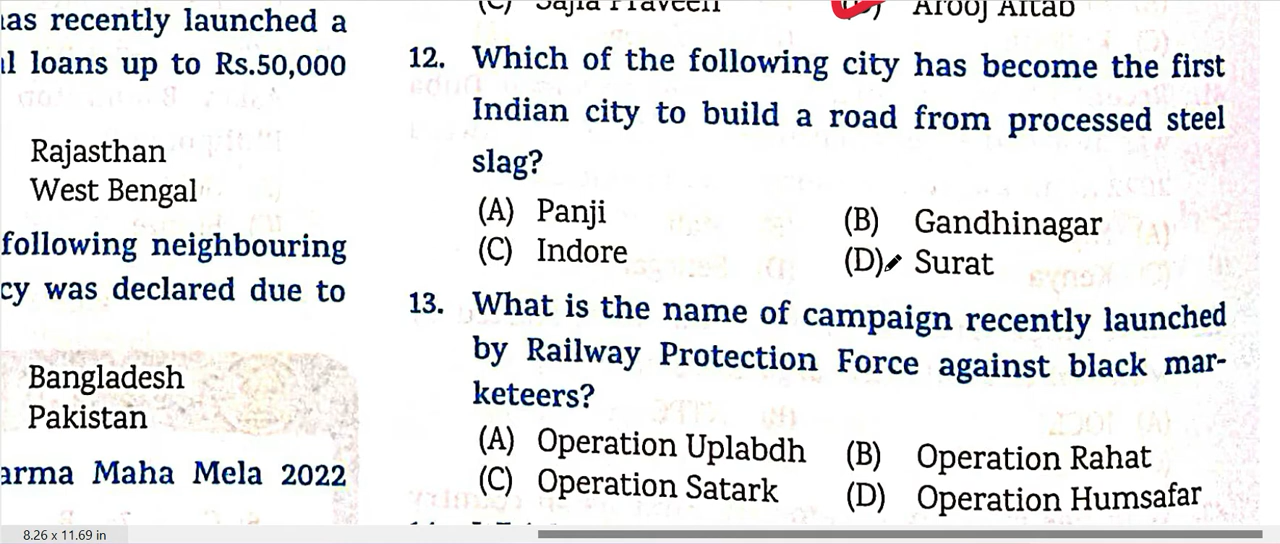 as recently launched a
l loans up to Rs.50,000
Rajasthan
West Bengal
following neighbouring
cy was declared due to
Bangladesh
Pakistan
arma Maha Mela 2022
(C) Sajia Praveen
Arooj Aftab
12. Which of the following city has become the first
Indian city to build a road from processed steel
slag?
(A) Panji (B) Gandhinagar
(C) Indore (D) Surat
13. What is the name of campaign recently launched
by Railway Protection Force against black mar-
keteers?
(A) Operation Uplabdh (B) Operation Rahat
(C) Operation Satark (D) Operation Humsafar
8.26 x 11.69 in